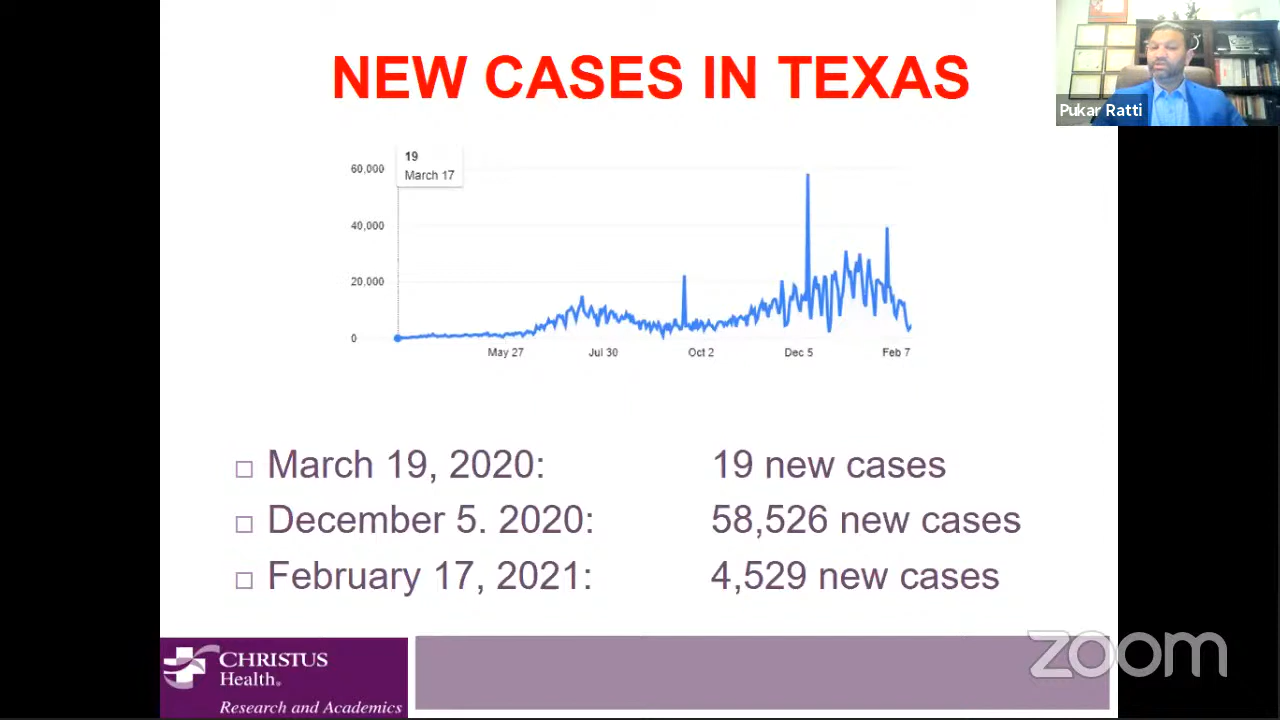 NEW CASES IN TEXAS
Pukar Ratti
19
March 17
60,000
40,000
20,000
0
May 27 Jul 30 Oct 2 Dec 5 Feb 7
March 19, 2020: 19 new cases
December 5. 2020: 58,526 new cases
February 17, 2021: 4,529 new cases
CHRISTUS
Health.
Research and Academics
zoom